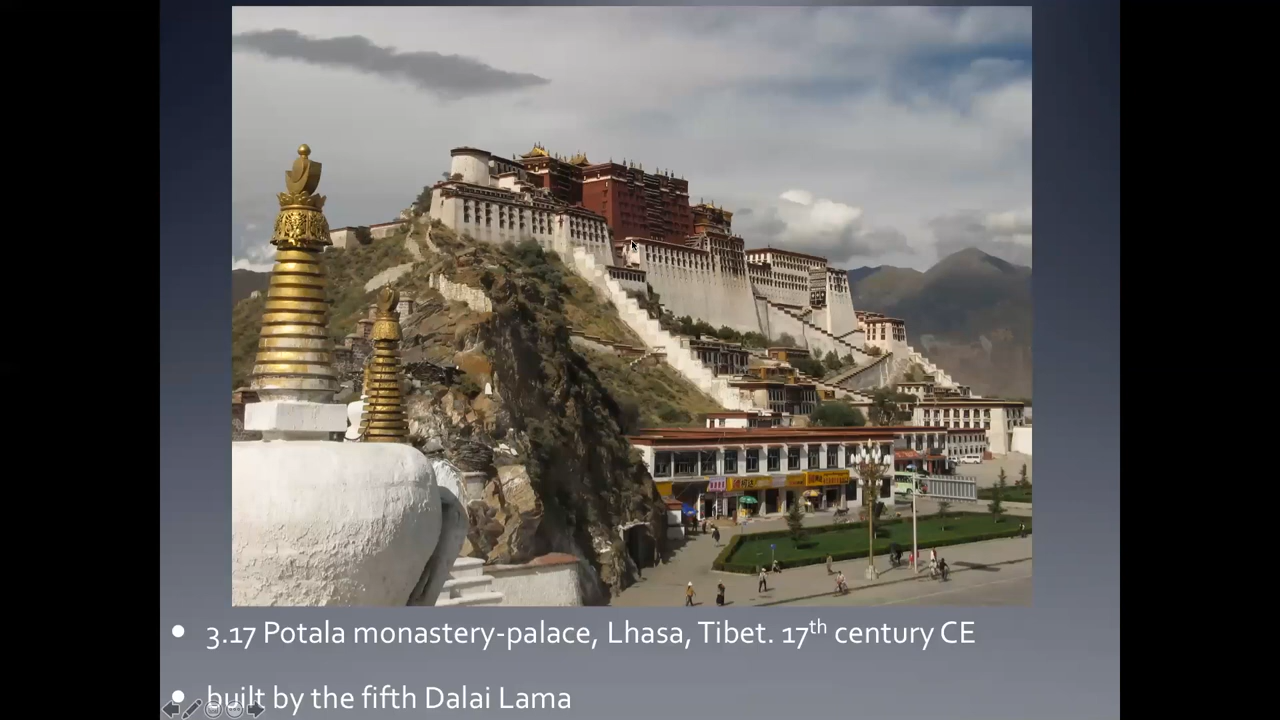 3.17 Potala monastery-palace, Lhasa, Tibet. 17th century CE
built by the fifth Dalai Lama